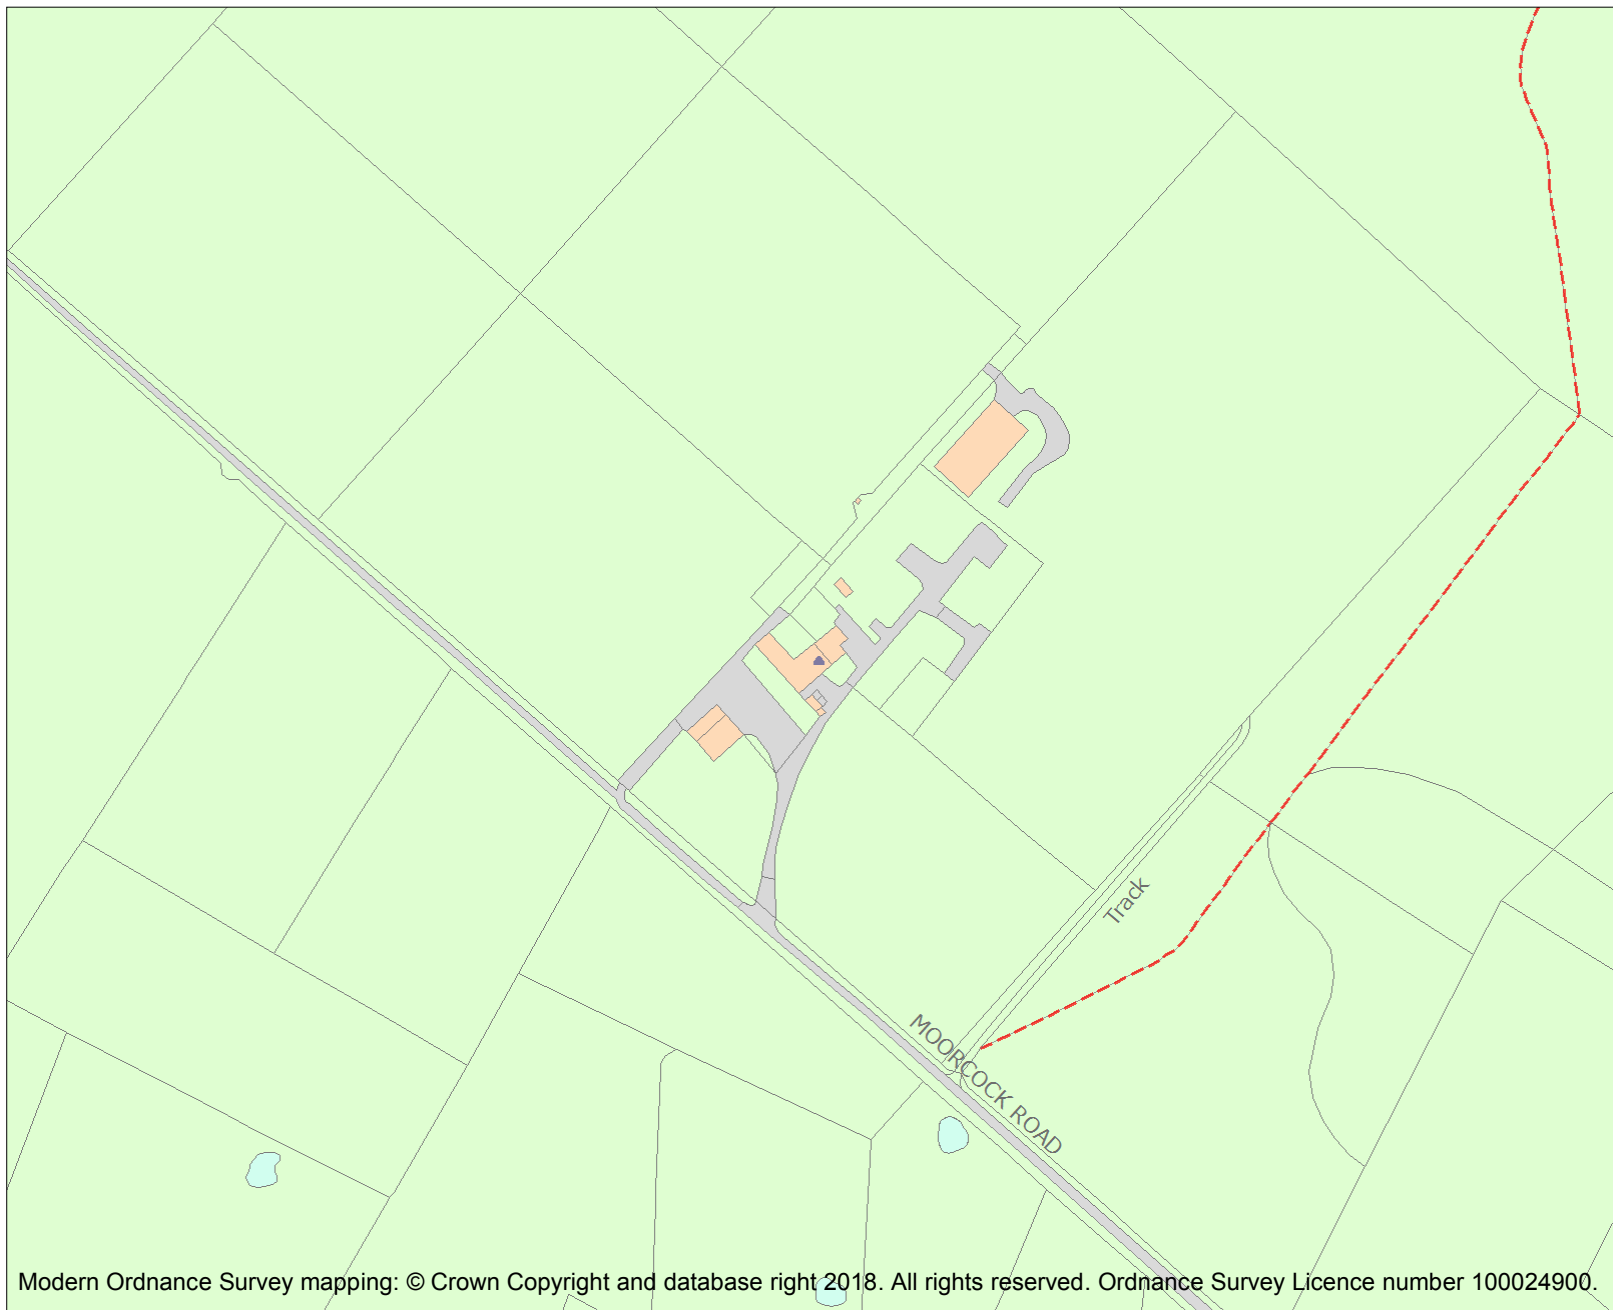 Track
MOORCOCK ROAD
Modern Ordnance Survey mapping: © Crown Copyright and database right 2018. All rights reserved. Ordnance Survey Licence number 100024900.